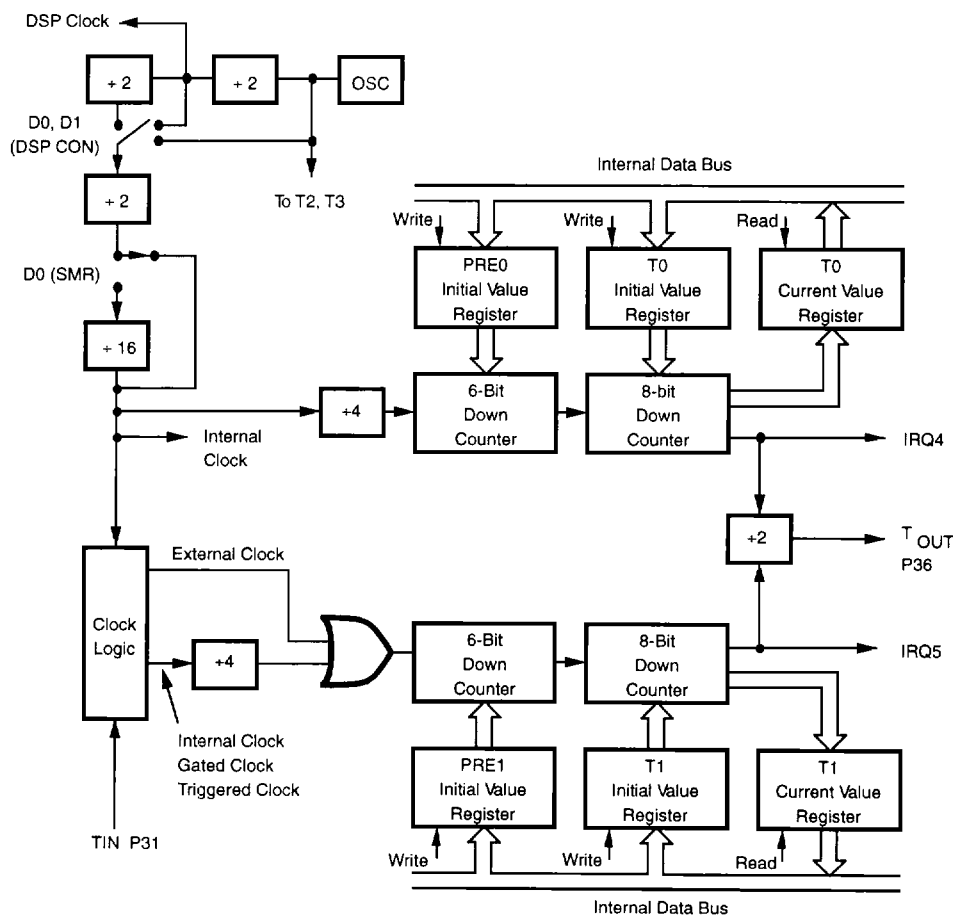 DSP Clock
+ 2
+ 2
OSC
D0, D1
(DSP CON)
+ 2
To T2, T3
D0 (SMR)
+ 16
Internal
Clock
+4
Internal Data Bus
Write
Write
Read
PRE0
Initial Value
Register
T0
Initial Value
Register
T0
Current Value
Register
6-Bit
Down
Counter
8-bit
Down
Counter
IRQ4
+2
T OUT
P36
External Clock
Clock
Logic
+4
Internal Clock
Gated Clock
Triggered Clock
TIN P31
6-Bit
Down
Counter
8-Bit
Down
Counter
IRQ5
PRE1
Initial Value
Register
T1
Initial Value
Register
T1
Current Value
Register
Write
Write
Read
Internal Data Bus